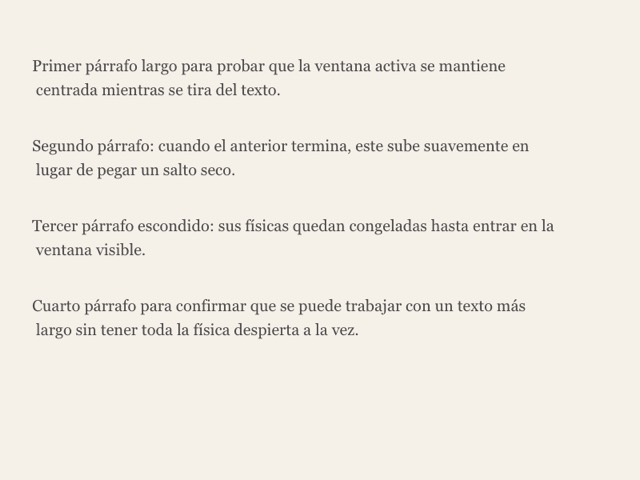 Primer párrafo largo para probar que la ventana activa se mantiene
centrada mientras se tira del texto.
Segundo párrafo: cuando el anterior termina, este sube suavemente en
lugar de pegar un salto seco.
Tercer párrafo escondido: sus físicas quedan congeladas hasta entrar en la
ventana visible.
Cuarto párrafo para confirmar que se puede trabajar con un texto más
largo sin tener toda la física despierta a la vez.